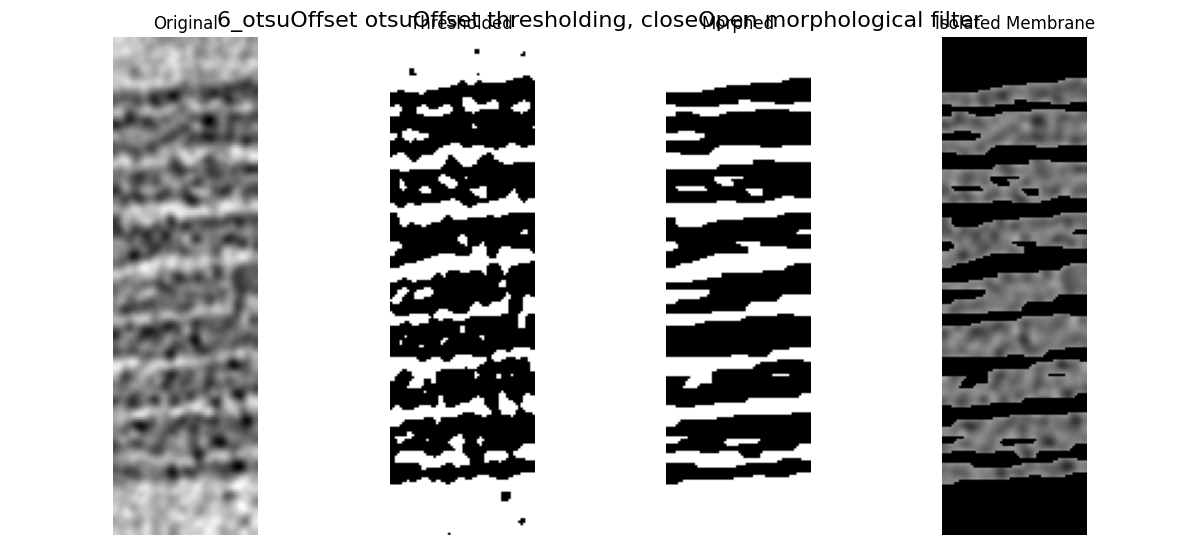 6_otsuOffset otsuOffset thresholding, closeOpen morphological filter
Original
Thresholded
Morphed
Isolated Membrane